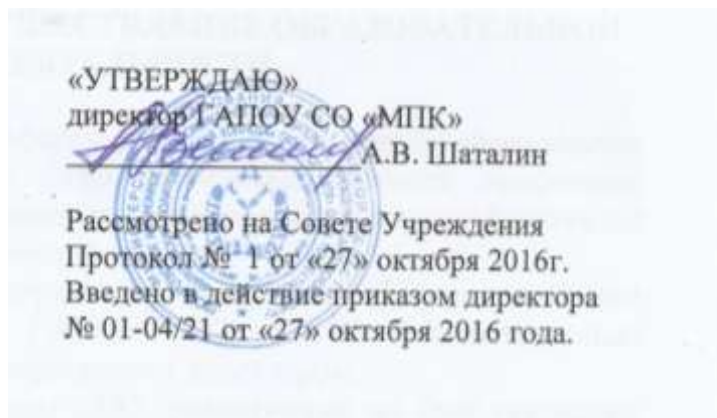 «УТВЕРЖДАЮ»
директор ГАПОУ СО «МПК»
А.В. Шаталин
Рассмотрено на Совете Учреждения
Протокол № 1 от «27» октября 2016г.
Введено в действие приказом директора
№ 01-04/21 от «27» октября 2016 года.